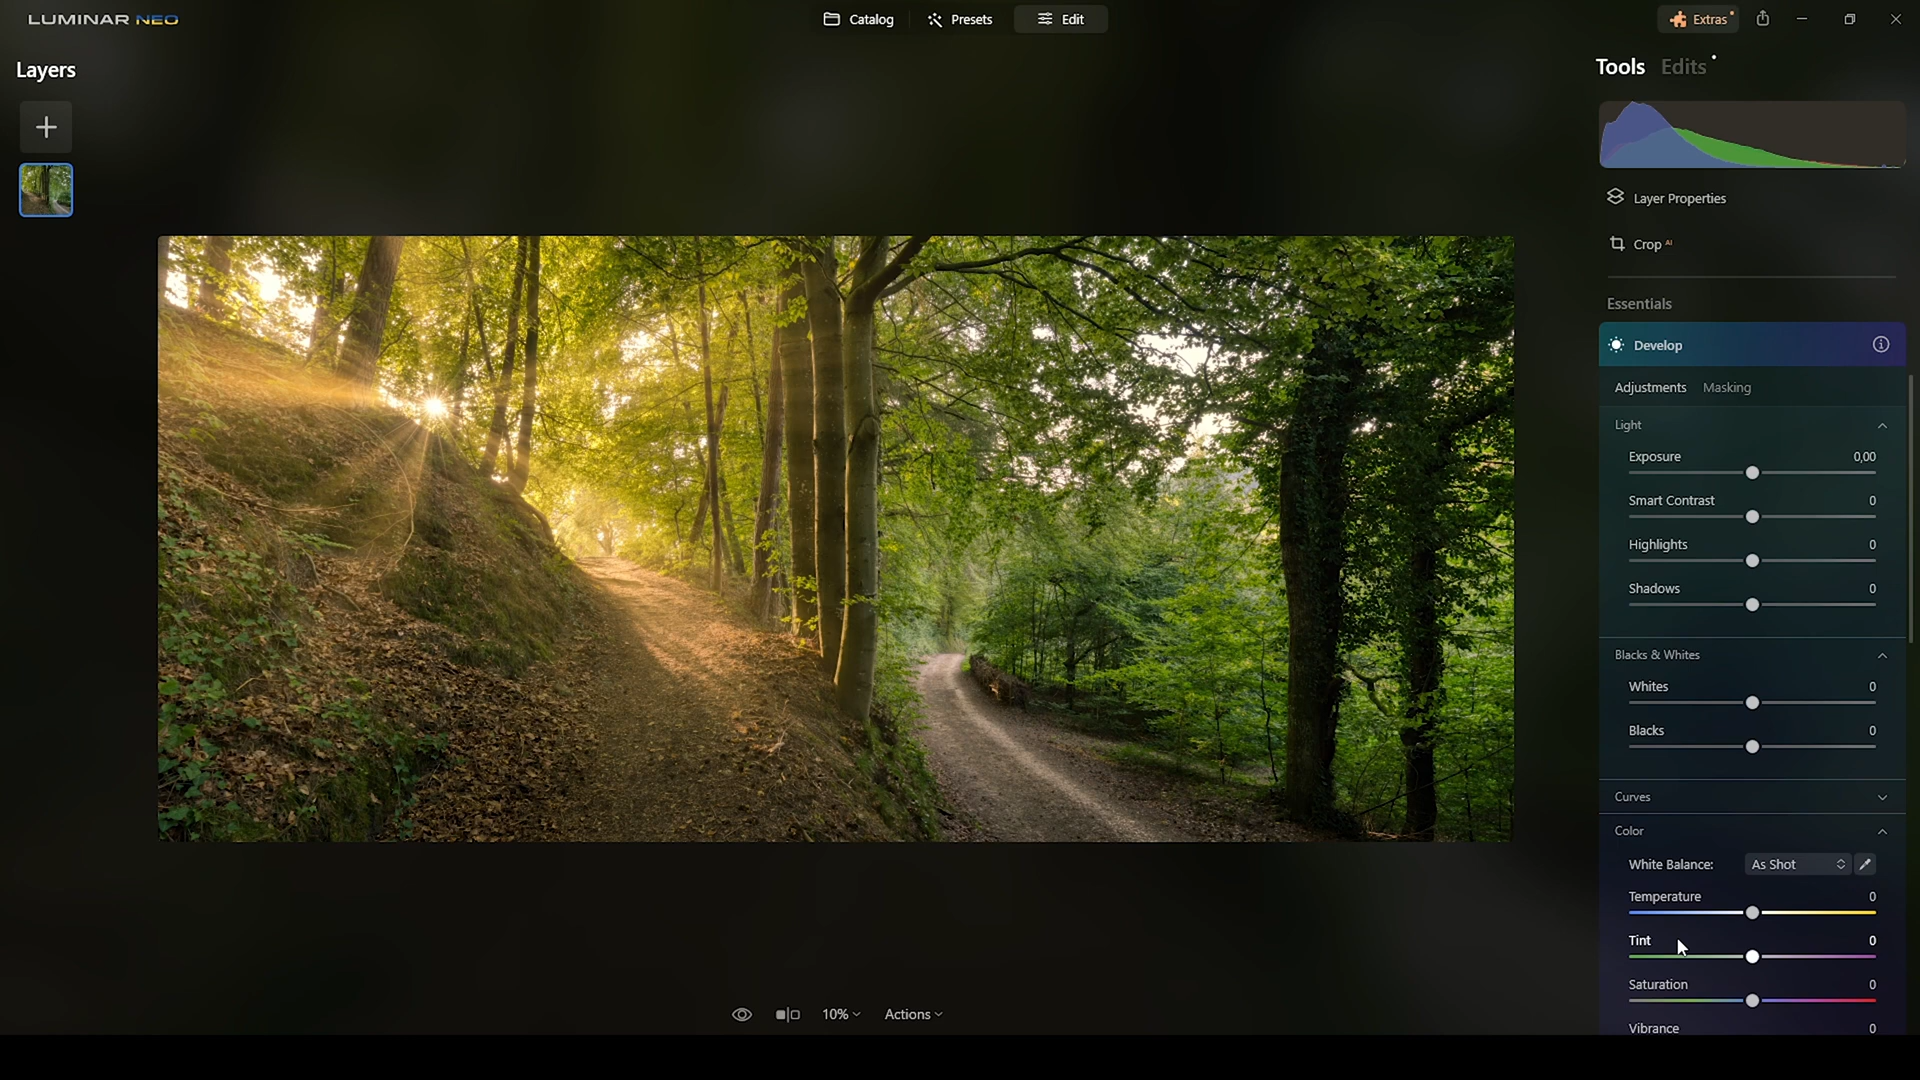 LUMINAR NEO
Catalog
Presets
Edit
Extras
Layers
Tools Edits
Layer Properties
Crop AI
Essentials
Develop
Adjustments Masking
Light
Exposure 0,00
Smart Contrast 0
Highlights 0
Shadows 0
Blacks & Whites
Whites 0
Blacks 0
Curves
Color
White Balance: As Shot
Temperature 0
Tint 0
Saturation 0
Vibrance 0
10% Actions